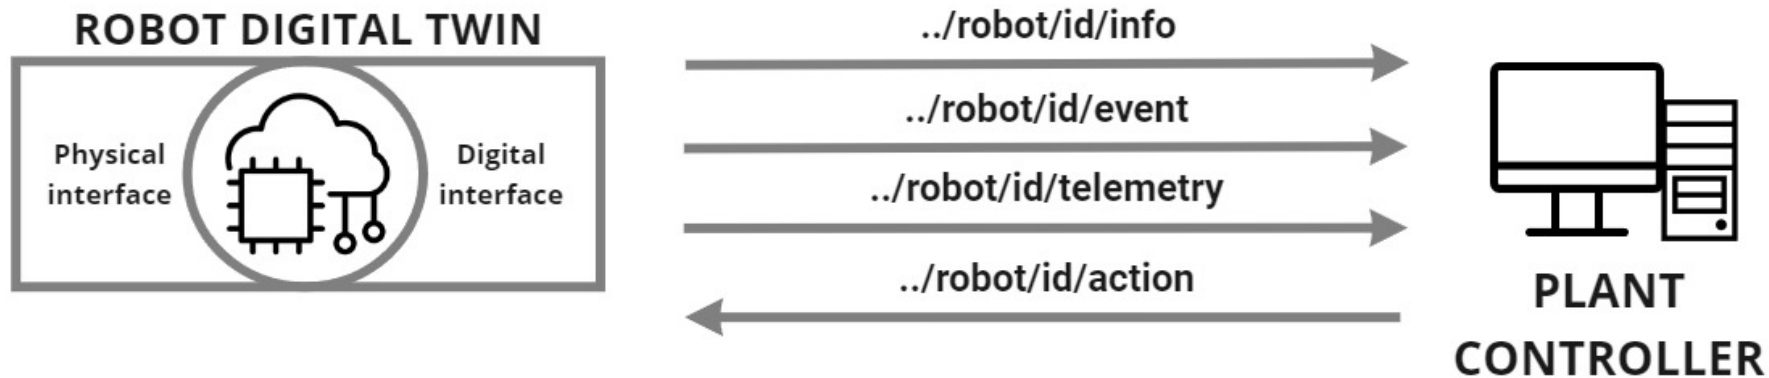 ROBOT DIGITAL TWIN
Physical
interface
Digital
interface
../robot/id/info
../robot/id/event
../robot/id/telemetry
../robot/id/action
PLANT
CONTROLLER